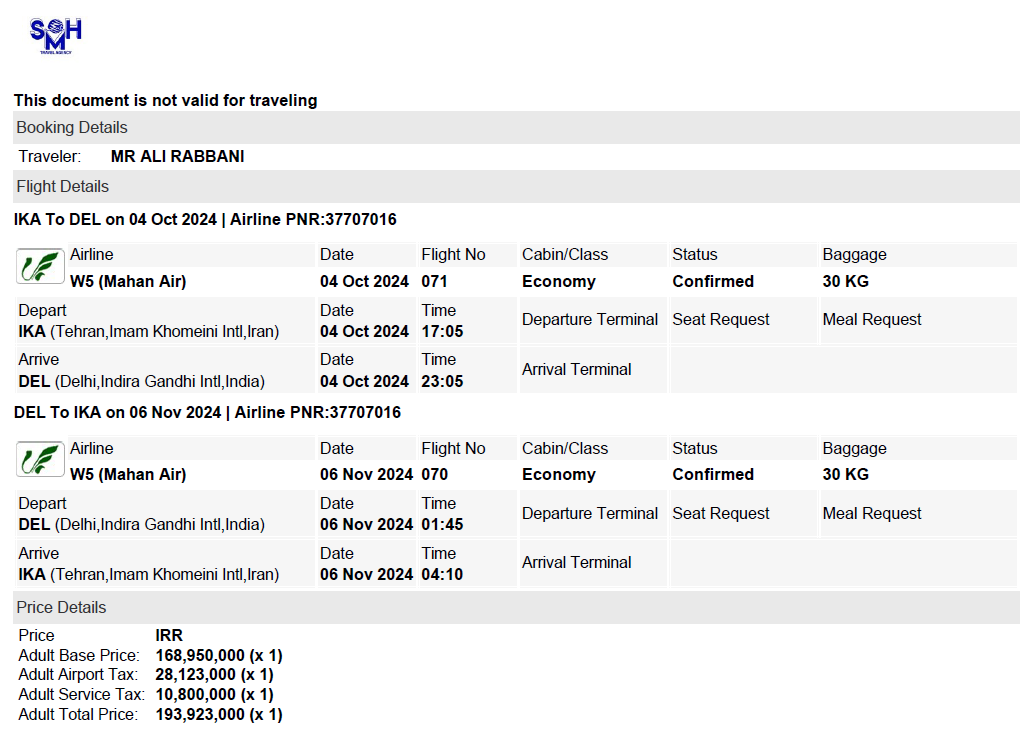 SOHM
TRAVEL AGENCY
This document is not valid for traveling
Booking Details
Traveler: MR ALI RABBANI
Flight Details
IKA To DEL on 04 Oct 2024 | Airline PNR:37707016
Airline Date Flight No Cabin/Class Status Baggage
W5 (Mahan Air) 04 Oct 2024 071 Economy Confirmed 30 KG
Depart Date Time Departure Terminal Seat Request Meal Request
IKA (Tehran,Imam Khomeini Intl,Iran) 04 Oct 2024 17:05
Arrive Date Time Arrival Terminal
DEL (Delhi,Indira Gandhi Intl,India) 04 Oct 2024 23:05
DEL To IKA on 06 Nov 2024 | Airline PNR:37707016
Airline Date Flight No Cabin/Class Status Baggage
W5 (Mahan Air) 06 Nov 2024 070 Economy Confirmed 30 KG
Depart Date Time Departure Terminal Seat Request Meal Request
DEL (Delhi,Indira Gandhi Intl,India) 06 Nov 2024 01:45
Arrive Date Time Arrival Terminal
IKA (Tehran,Imam Khomeini Intl,Iran) 06 Nov 2024 04:10
Price Details
Price IRR
Adult Base Price: 168,950,000 (x 1)
Adult Airport Tax: 28,123,000 (x 1)
Adult Service Tax: 10,800,000 (x 1)
Adult Total Price: 193,923,000 (x 1)